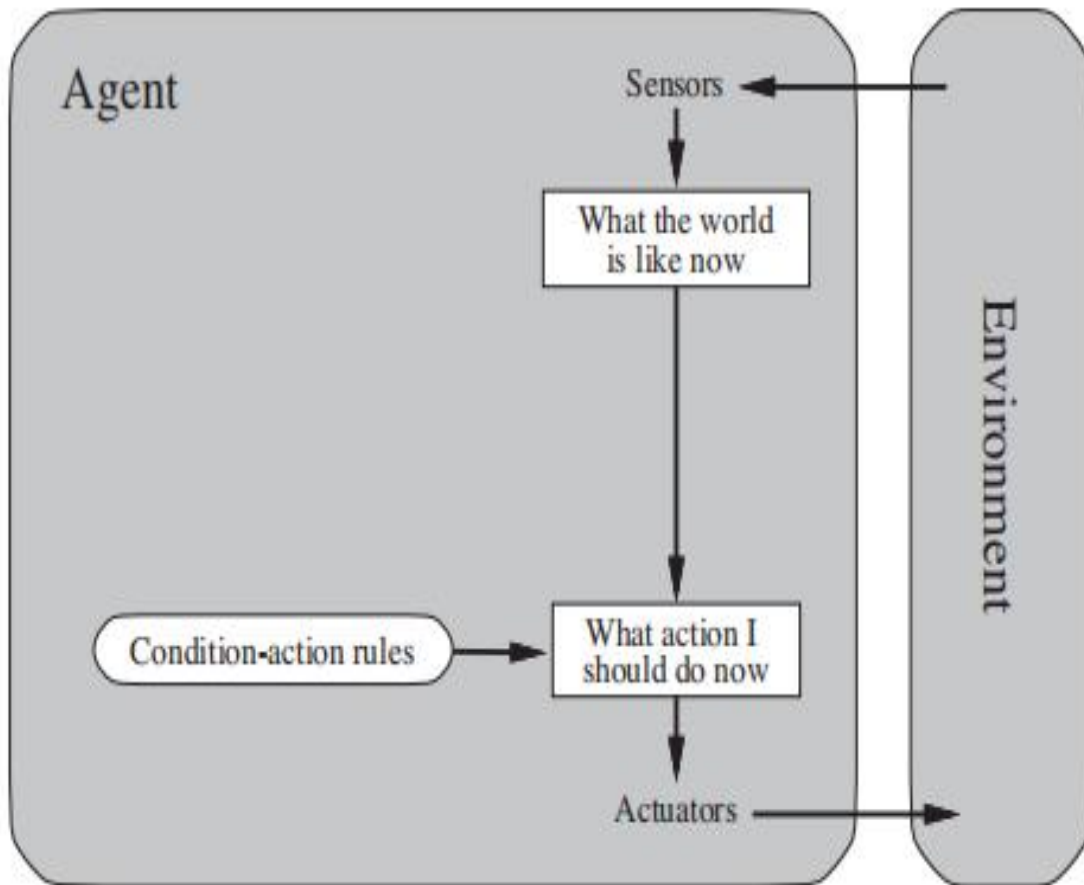 Agent
Sensors
What the world
is like now
Environment
Condition-action rules
What action I
should do now
Actuators